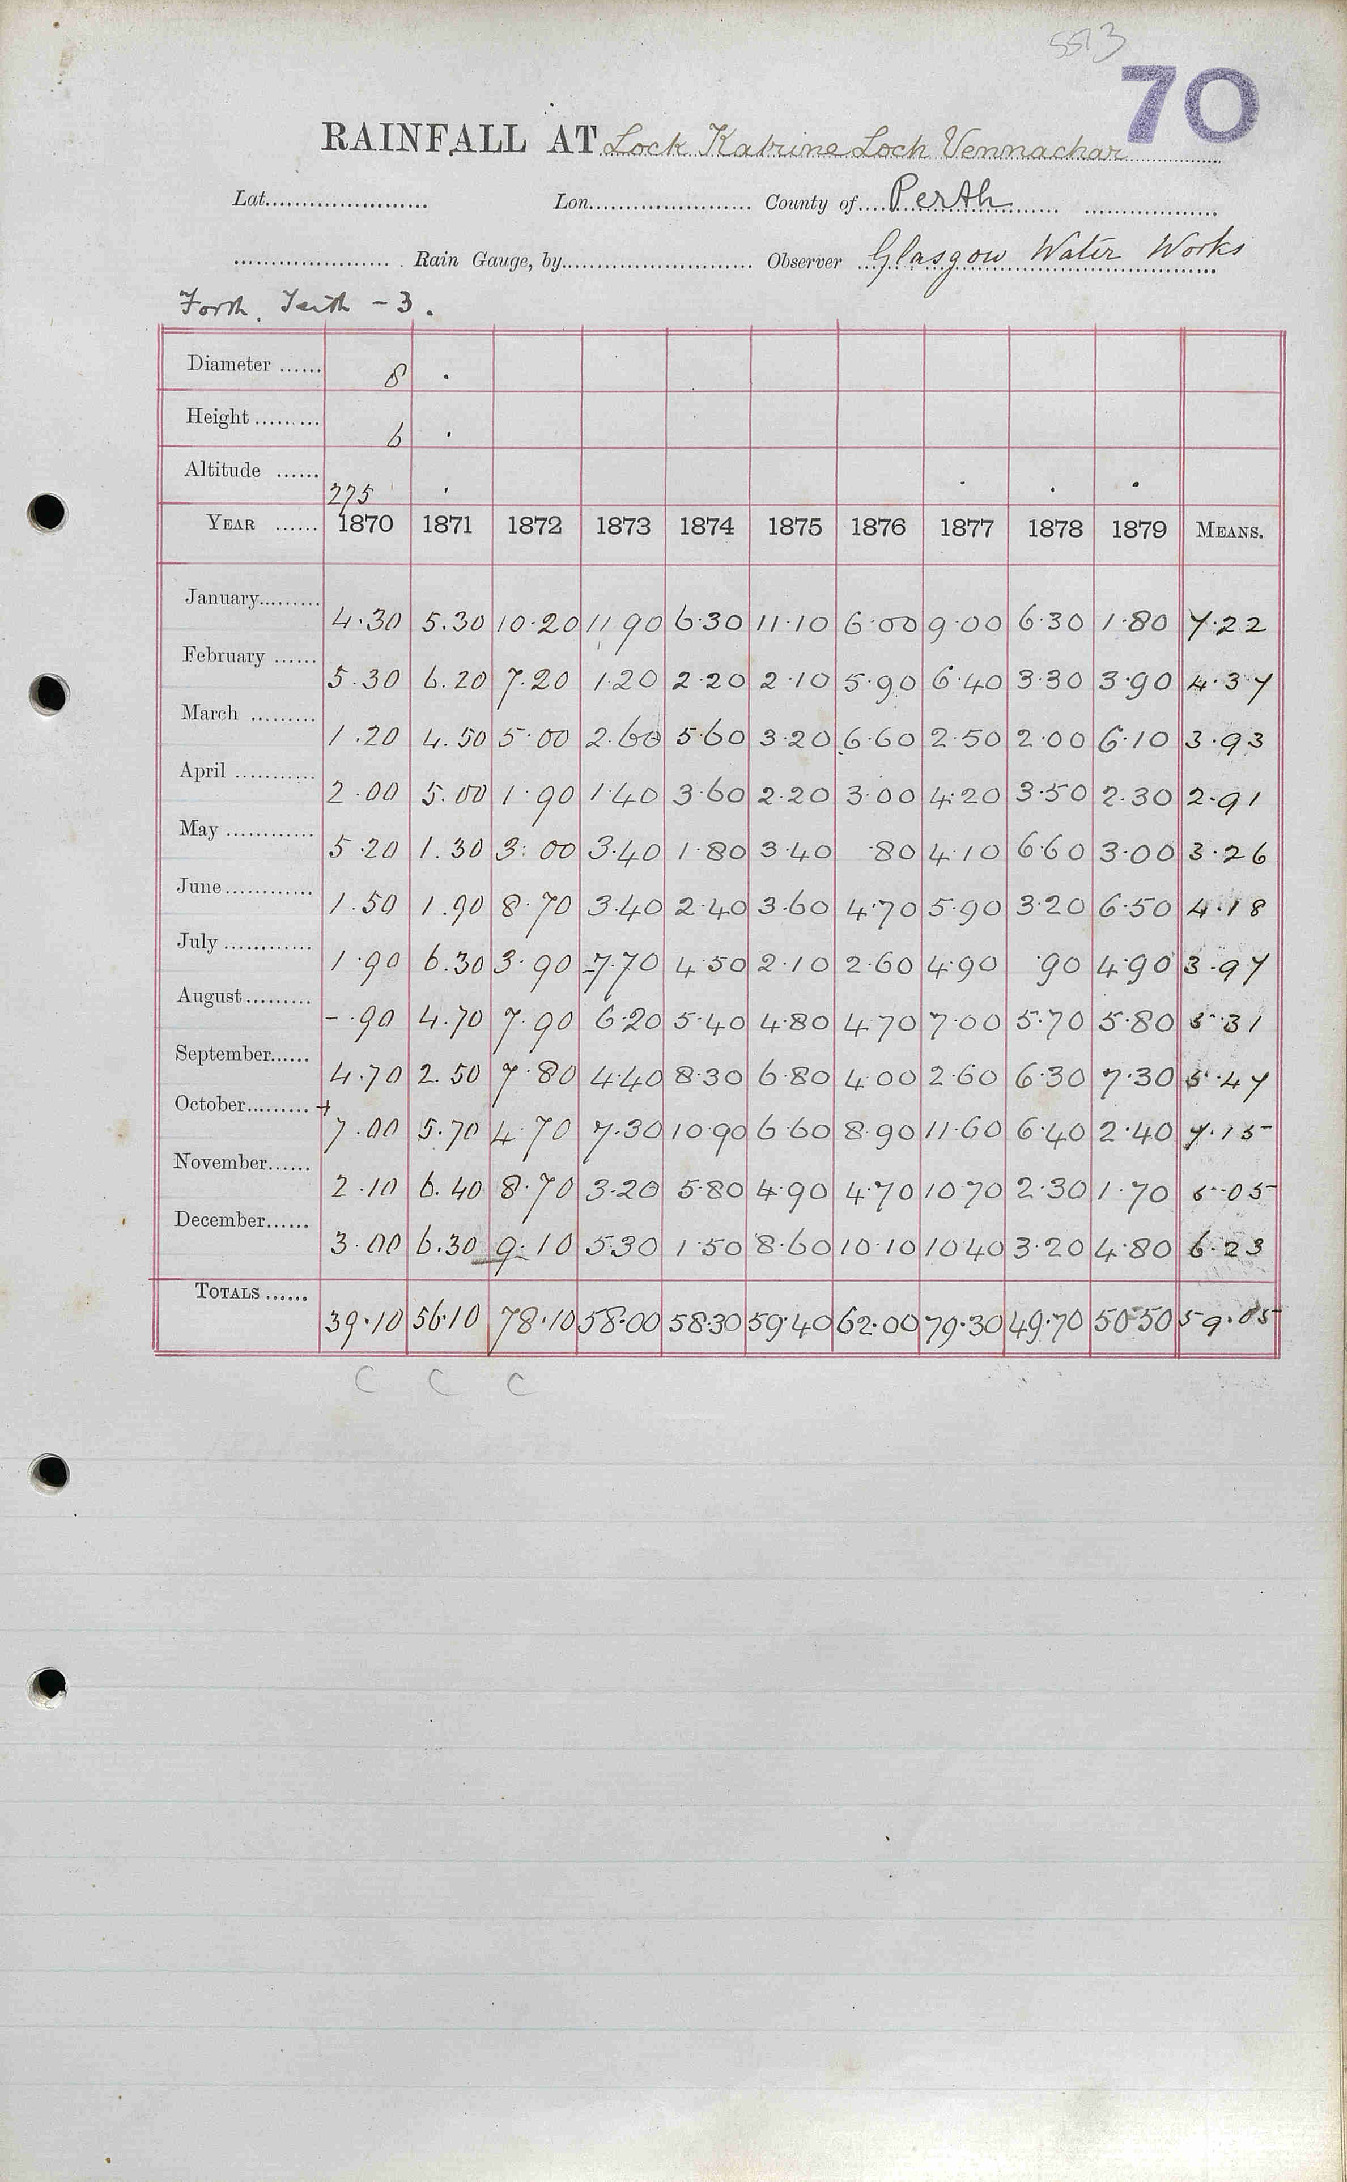 5513
70
RAINFALL AT Lock Katrine Loch Vennachar
Lat. Lon. County of Perth
Rain Gauge, by Observer Glasgow Water Works
Forth. Teith - 3.
Diameter ...... 8 .
Height ......... 6 .
Altitude ...... 275 . . . .
YEAR ...... 1870 1871 1872 1873 1874 1875 1876 1877 1878 1879 MEANS.
January......... 4.30 5.30 10.20 11.90 6.30 11.10 6.00 9.00 6.30 1.80 7.22
February ...... 5.30 6.20 7.20 1.20 2.20 2.10 5.90 6.40 3.30 3.90 4.37
March ......... 1.20 4.50 5.00 2.60 5.60 3.20 6.60 2.50 2.00 6.10 3.93
April ........... 2.00 5.00 1.90 1.40 3.60 2.20 3.00 4.20 3.50 2.30 2.91
May ............ 5.20 1.30 3.00 3.40 1.80 3.40 .80 4.10 6.60 3.00 3.26
June............ 1.50 1.90 8.70 3.40 2.40 3.60 4.70 5.90 3.20 6.50 4.18
July ............ 1.90 6.30 3.90 7.70 4.50 2.10 2.60 4.90 .90 4.90 3.97
August......... -.90 4.70 7.90 6.20 5.40 4.80 4.70 7.00 5.70 5.80 5.31
September...... 4.70 2.50 7.80 4.40 8.30 6.80 4.00 2.60 6.30 7.30 5.47
October......... + 7.00 5.70 4.70 7.30 10.90 6.60 8.90 11.60 6.40 2.40 7.15
November...... 2.10 6.40 8.70 3.20 5.80 4.90 4.70 10.70 2.30 1.70 5.05
December...... 3.00 6.30 9.10 5.30 1.50 8.60 10.10 10.40 3.20 4.80 6.23
TOTALS ...... 39.10 56.10 78.10 58.00 58.30 59.40 62.00 79.30 49.70 50.50 59.05
C C C